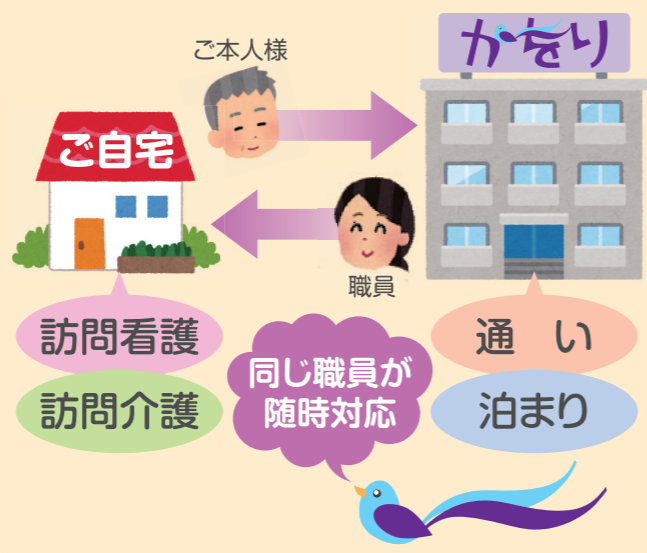 かをり
ご本人様
ご自宅
職員
訪問看護
訪問介護
同じ職員が
随時対応
通　い
泊まり